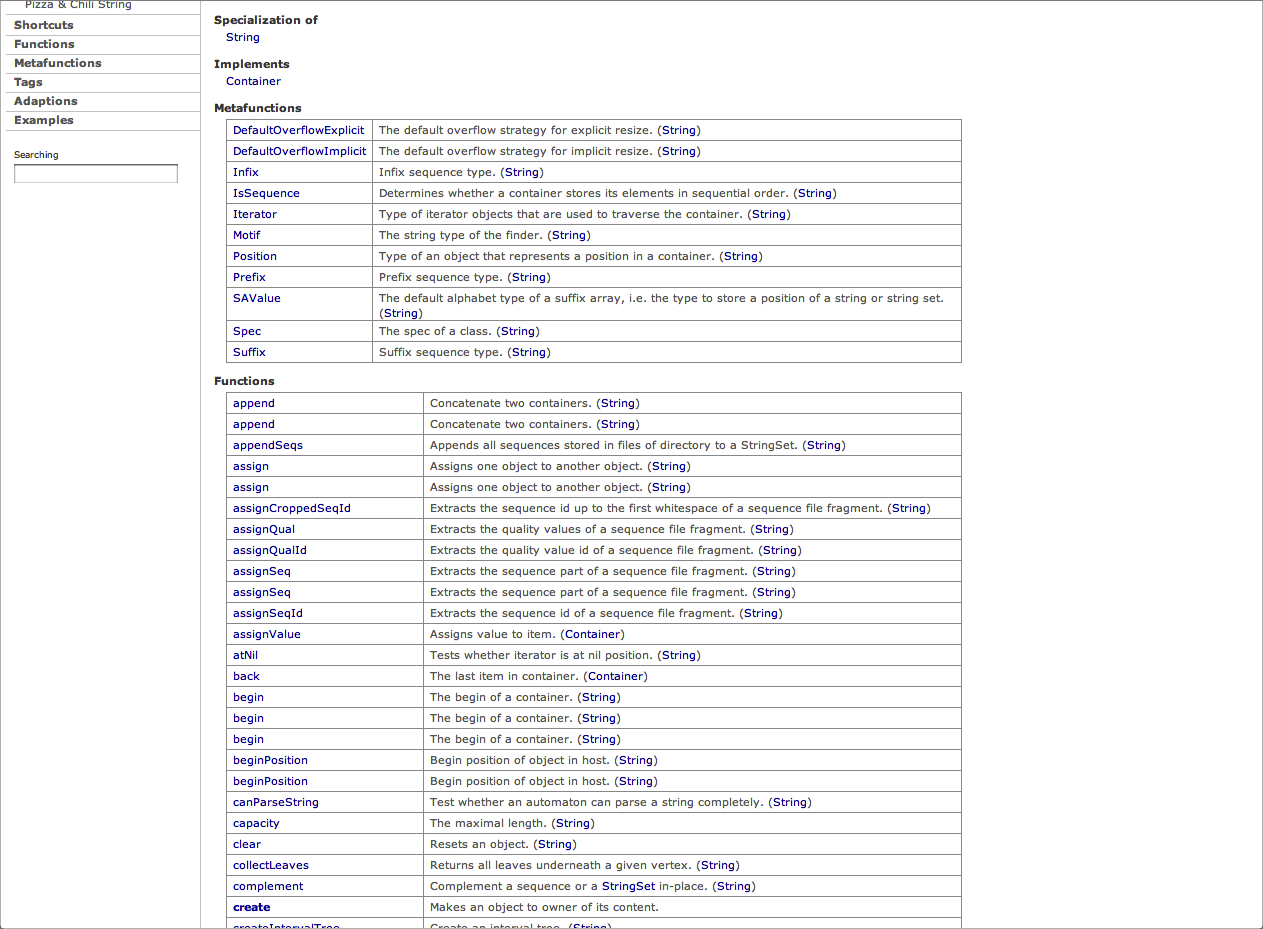 Pizza & Chili String
Shortcuts
Functions
Metafunctions
Tags
Adaptions
Examples
Searching
Specialization of
String
Implements
Container
Metafunctions
DefaultOverflowExplicit The default overflow strategy for explicit resize. (String)
DefaultOverflowImplicit The default overflow strategy for implicit resize. (String)
Infix Infix sequence type. (String)
IsSequence Determines whether a container stores its elements in sequential order. (String)
Iterator Type of iterator objects that are used to traverse the container. (String)
Motif The string type of the finder. (String)
Position Type of an object that represents a position in a container. (String)
Prefix Prefix sequence type. (String)
SAValue The default alphabet type of a suffix array, i.e. the type to store a position of a string or string set.
(String)
Spec The spec of a class. (String)
Suffix Suffix sequence type. (String)
Functions
append Concatenate two containers. (String)
append Concatenate two containers. (String)
appendSeqs Appends all sequences stored in files of directory to a StringSet. (String)
assign Assigns one object to another object. (String)
assign Assigns one object to another object. (String)
assignCroppedSeqId Extracts the sequence id up to the first whitespace of a sequence file fragment. (String)
assignQual Extracts the quality values of a sequence file fragment. (String)
assignQualId Extracts the quality value id of a sequence file fragment. (String)
assignSeq Extracts the sequence part of a sequence file fragment. (String)
assignSeq Extracts the sequence part of a sequence file fragment. (String)
assignSeqId Extracts the sequence id of a sequence file fragment. (String)
assignValue Assigns value to item. (Container)
atNil Tests whether iterator is at nil position. (String)
back The last item in container. (Container)
begin The begin of a container. (String)
begin The begin of a container. (String)
begin The begin of a container. (String)
beginPosition Begin position of object in host. (String)
beginPosition Begin position of object in host. (String)
canParseString Test whether an automaton can parse a string completely. (String)
capacity The maximal length. (String)
clear Resets an object. (String)
collectLeaves Returns all leaves underneath a given vertex. (String)
complement Complement a sequence or a StringSet in-place. (String)
create Makes an object to owner of its content.
createIntervalTree Create an interval tree. (String)